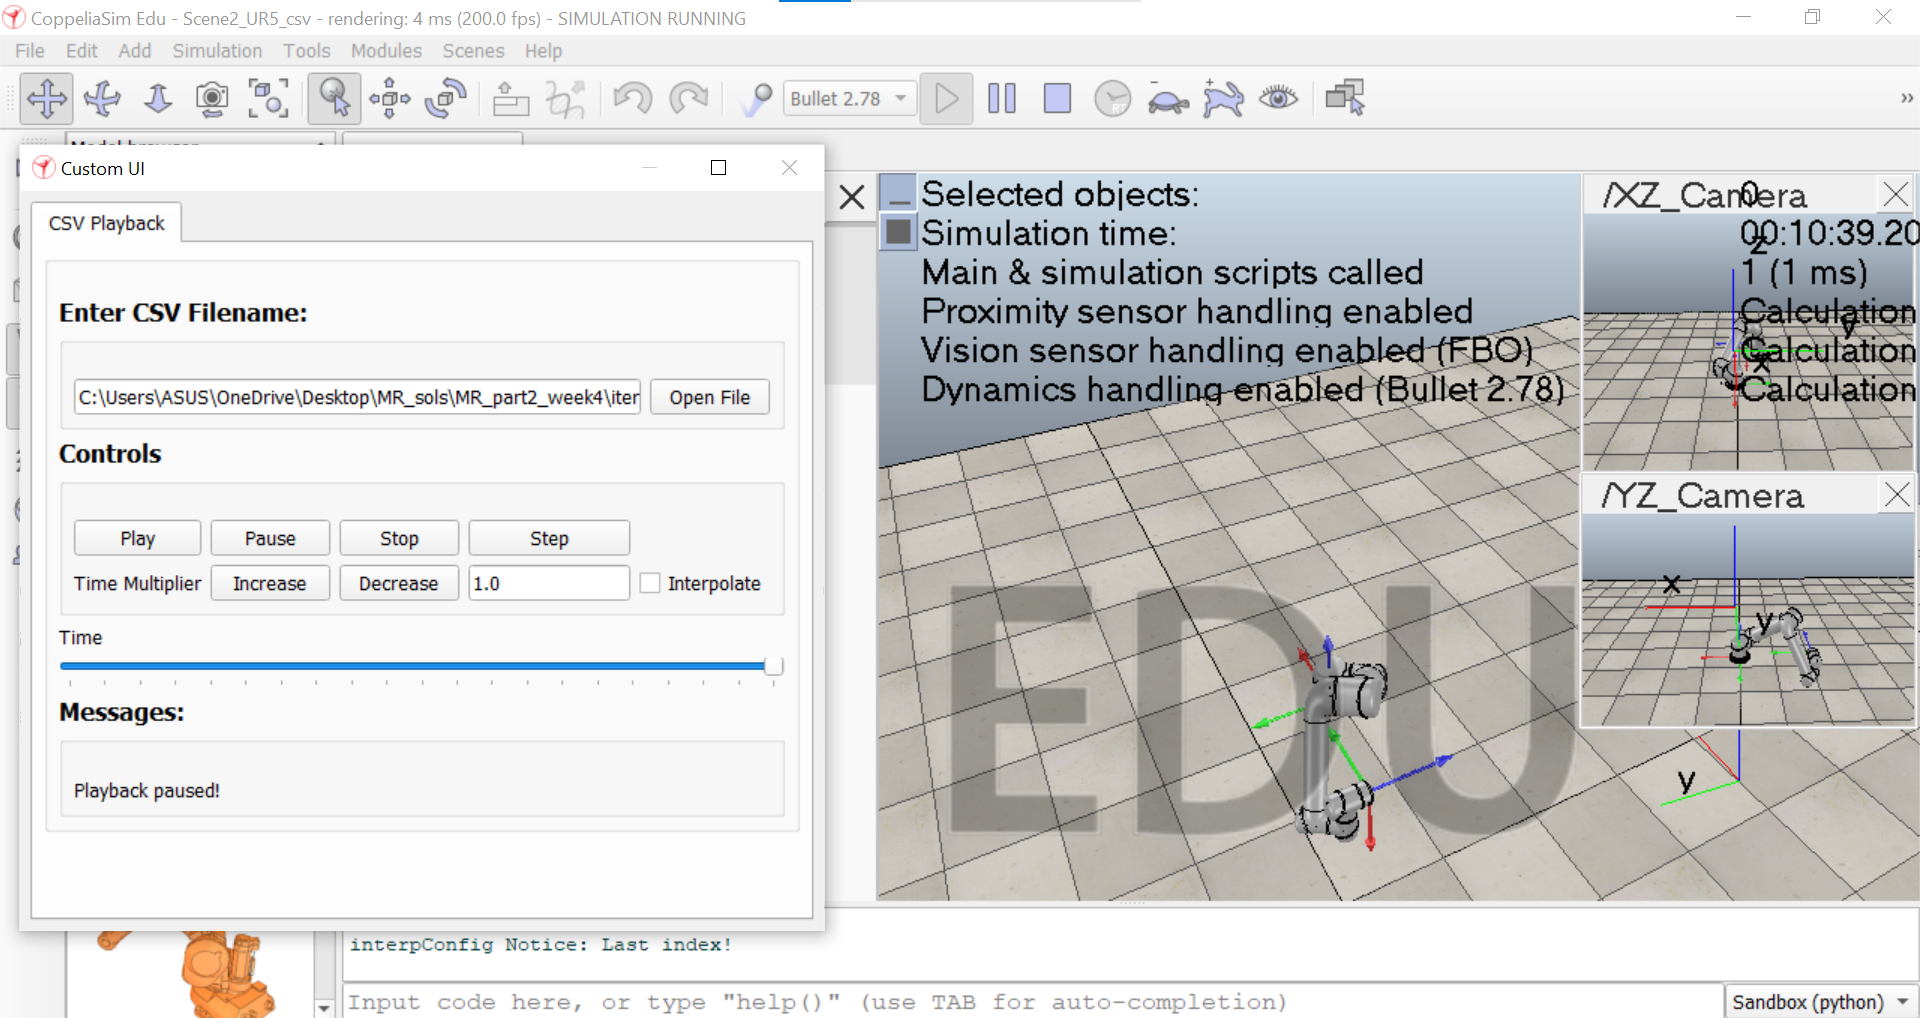 CoppeliaSim Edu - Scene2_UR5_csv - rendering: 4 ms (200.0 fps) - SIMULATION RUNNING
File Edit Add Simulation Tools Modules Scenes Help
Bullet 2.78
RT
»
Custom UI
CSV Playback
Enter CSV Filename:
C:\Users\ASUS\OneDrive\Desktop\MR_sols\MR_part2_week4\iter
Open File
Controls
Play Pause Stop Step
Time Multiplier Increase Decrease 1.0 Interpolate
Time
Messages:
Playback paused!
Selected objects: 0
Simulation time: 00:10:39.20
Main & simulation scripts called 1 (1 ms)
Proximity sensor handling enabled Calculation
Vision sensor handling enabled (FBO) Calculation
Dynamics handling enabled (Bullet 2.78) Calculation
/XZ_Camera
z
y
x
/YZ_Camera
x
y
y
EDU
interpConfig Notice: Last index!
Input code here, or type "help()" (use TAB for auto-completion)
Sandbox (python)